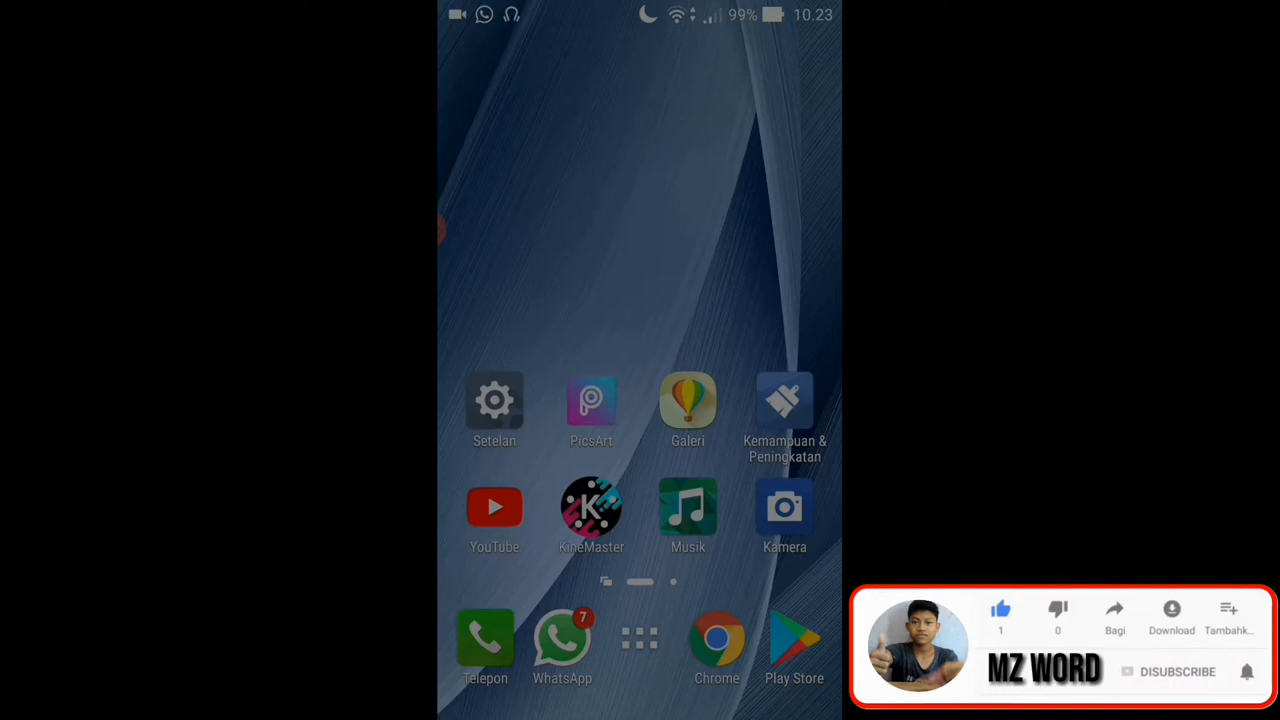 99% 10.23
Setelan
PicsArt
Galeri
Kemampuan &
Peningkatan
YouTube
K
KineMaster
Musik
Kamera
7
Telepon
WhatsApp
Chrome
Play Store
1
0
Bagi
Download
Tambahk...
MZ WORD
DISUBSCRIBE